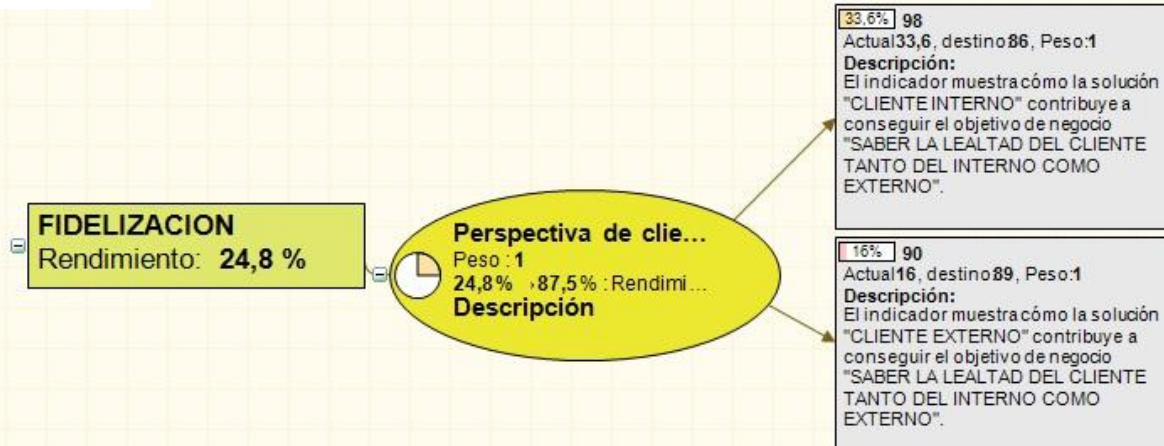 FIDELIZACION
Rendimiento: 24,8 %
Perspectiva de clie...
Peso : 1
24,8% →87,5% : Rendimi...
Descripción
33,6% 98
Actual33,6, destino86, Peso:1
Descripción:
El indicador muestra cómo la solución
"CLIENTE INTERNO" contribuye a
conseguir el objetivo de negocio
"SABER LA LEALTAD DEL CLIENTE
TANTO DEL INTERNO COMO
EXTERNO".
16% 90
Actual16, destino89, Peso:1
Descripción:
El indicador muestra cómo la solución
"CLIENTE EXTERNO" contribuye a
conseguir el objetivo de negocio
"SABER LA LEALTAD DEL CLIENTE
TANTO DEL INTERNO COMO
EXTERNO".